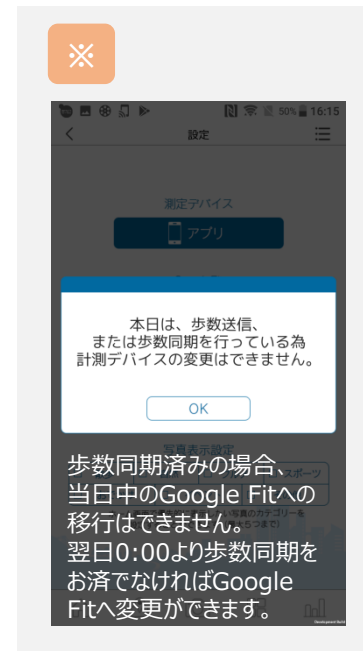 ※
50% 16:15
設定
測定デバイス
アプリ
本日は、歩数送信、
または歩数同期を行っている為
計測デバイスの変更はできません。
OK
写真表示設定
スポーツ
歩数同期済みの場合、
当日中のGoogle Fitへの
移行はできません。
翌日0:00より歩数同期を
お済でなければGoogle
Fitへ変更ができます。
Development Build